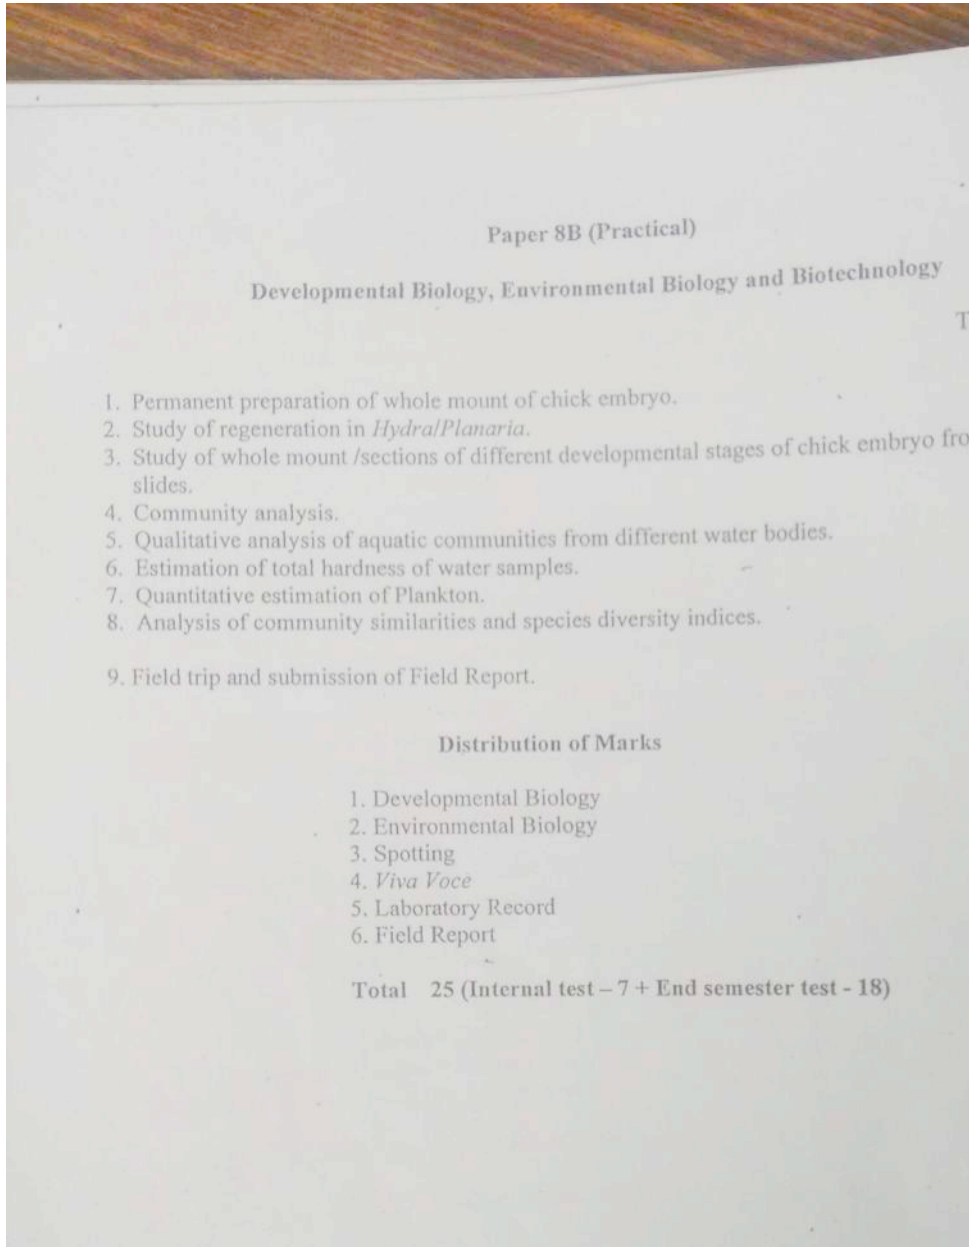 Paper 8B (Practical)
Developmental Biology, Environmental Biology and Biotechnology
T
1. Permanent preparation of whole mount of chick embryo.
2. Study of regeneration in Hydra/Planaria.
3. Study of whole mount /sections of different developmental stages of chick embryo fro
slides.
4. Community analysis.
5. Qualitative analysis of aquatic communities from different water bodies.
6. Estimation of total hardness of water samples.
7. Quantitative estimation of Plankton.
8. Analysis of community similarities and species diversity indices.
9. Field trip and submission of Field Report.
Distribution of Marks
1. Developmental Biology
2. Environmental Biology
3. Spotting
4. Viva Voce
5. Laboratory Record
6. Field Report
Total 25 (Internal test – 7 + End semester test - 18)